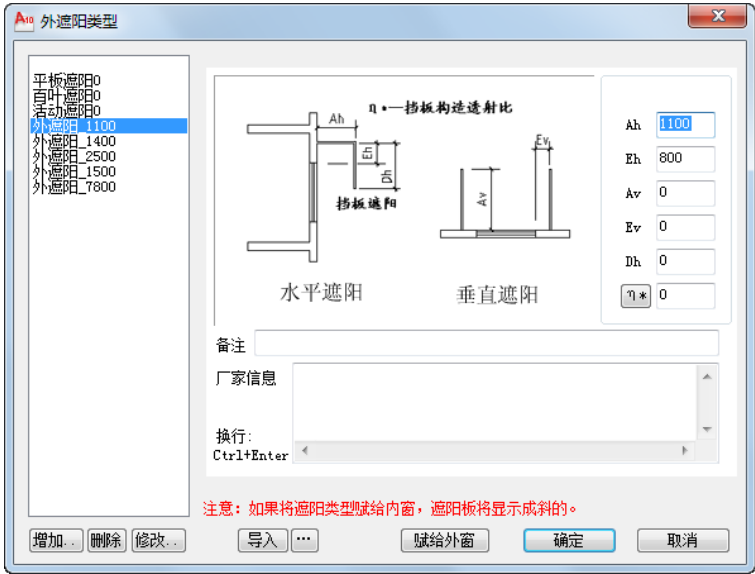 外遮阳类型
平板遮阳0
百叶遮阳0
活动遮阳0
外遮阳_1100
外遮阳_1400
外遮阳_2500
外遮阳_1500
外遮阳_7800
η*—挡板构造透射比
Ah
Eh
Dh
挡板遮阳
水平遮阳
Ev
Av
垂直遮阳
Ah 1100
Eh 800
Av 0
Ev 0
Dh 0
η* 0
备注
厂家信息
换行:
Ctrl+Enter
注意：如果将遮阳类型赋给内窗，遮阳板将显示成斜的。
增加.. 删除 修改.. 导入 ... 赋给外窗 确定 取消